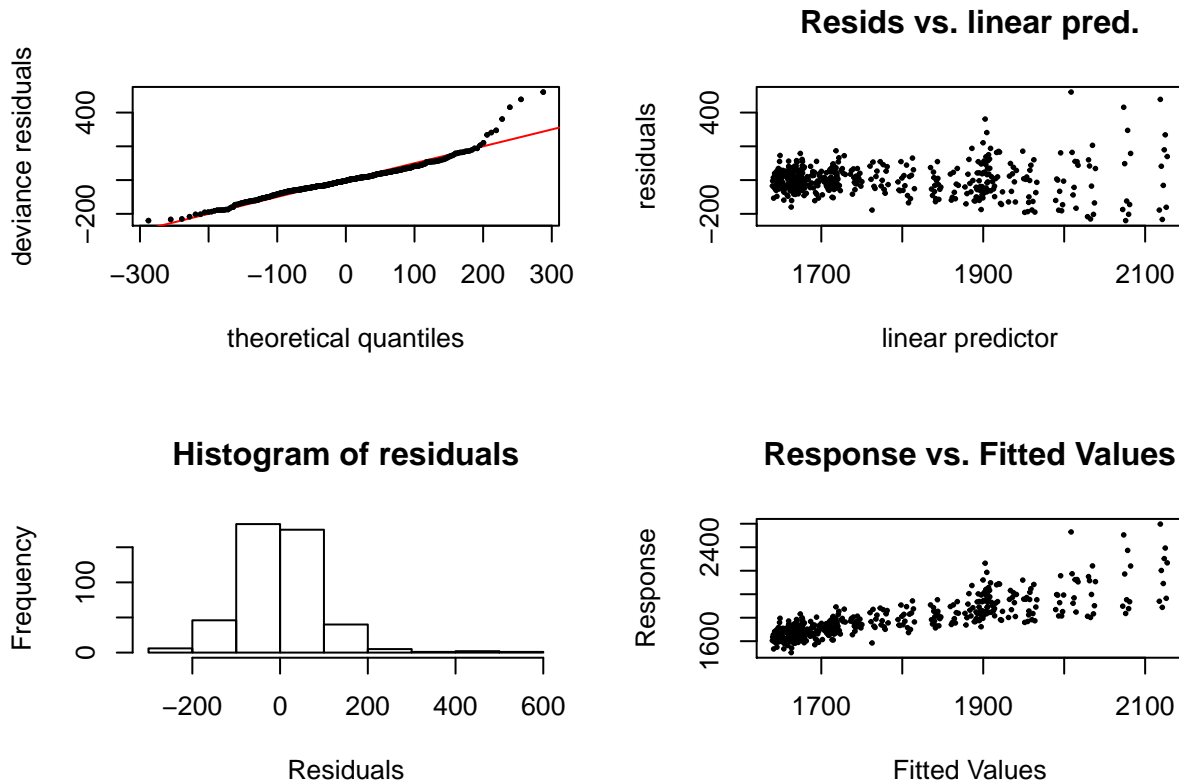 deviance residuals
−200
400
−300
−100
0
100
200
300
theoretical quantiles
Resids vs. linear pred.
residuals
−200
400
1700
1900
2100
linear predictor
Histogram of residuals
Frequency
0
100
−200
0
200
400
600
Residuals
Response vs. Fitted Values
Response
1600
2400
1700
1900
2100
Fitted Values